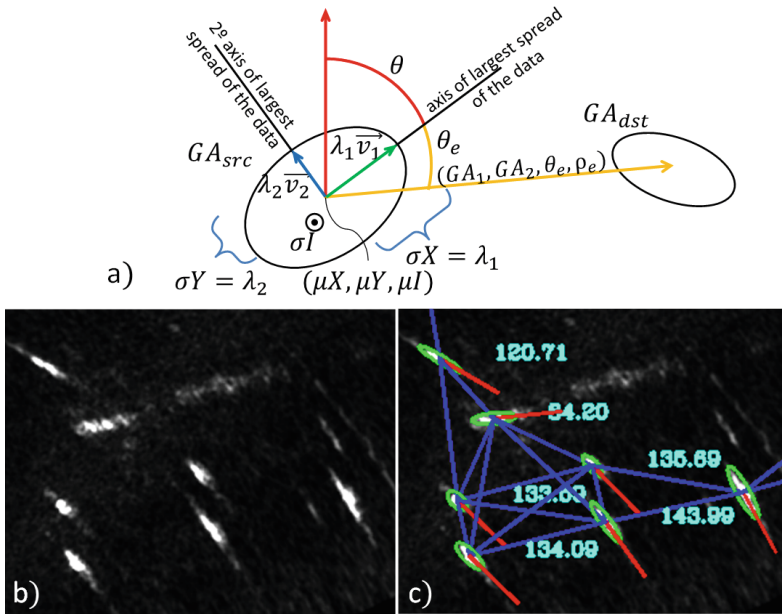 2º axis of largest
spread of the data
axis of largest spread
of the data
θ
θₑ
GA_src
GA_dst
λ₁v₁→
λ₂v₂→
(GA₁, GA₂, θₑ, ρₑ)
σI
σX = λ₁
σY = λ₂
(μX, μY, μI)
a)
120.71
84.20
135.69
133.69
143.99
134.09
b)
c)